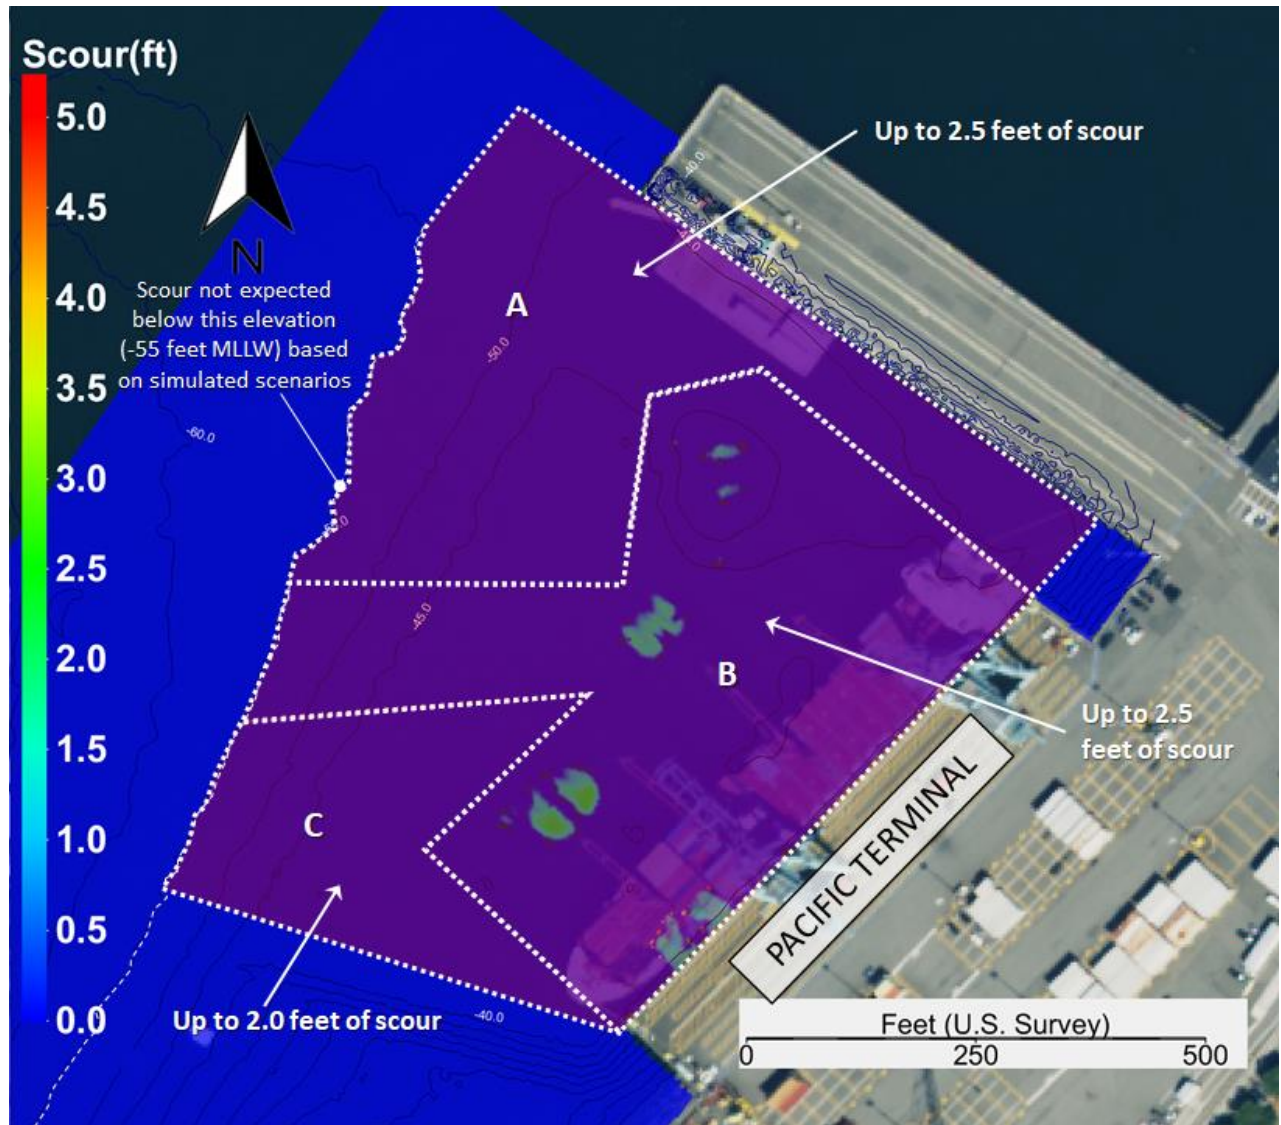 Scour(ft)
5.0
4.5
4.0
3.5
3.0
2.5
2.0
1.5
1.0
0.5
0.0
N
Scour not expected
below this elevation
(-55 feet MLLW) based
on simulated scenarios
Up to 2.5 feet of scour
-40.0
A
-50.0
-60.0
-45.0
B
Up to 2.5
feet of scour
C
PACIFIC TERMINAL
Up to 2.0 feet of scour
-40.0
Feet (U.S. Survey)
0
250
500